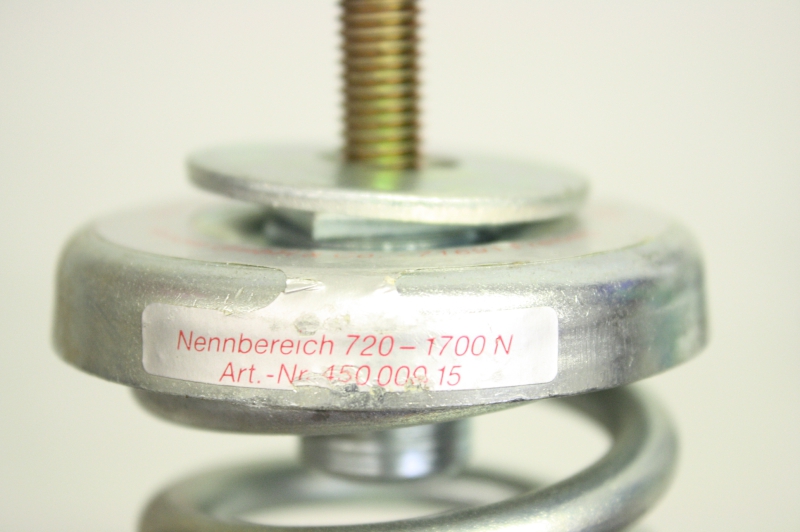 Nennbereich 720 – 1700 N
Art.-Nr. 450 009 15